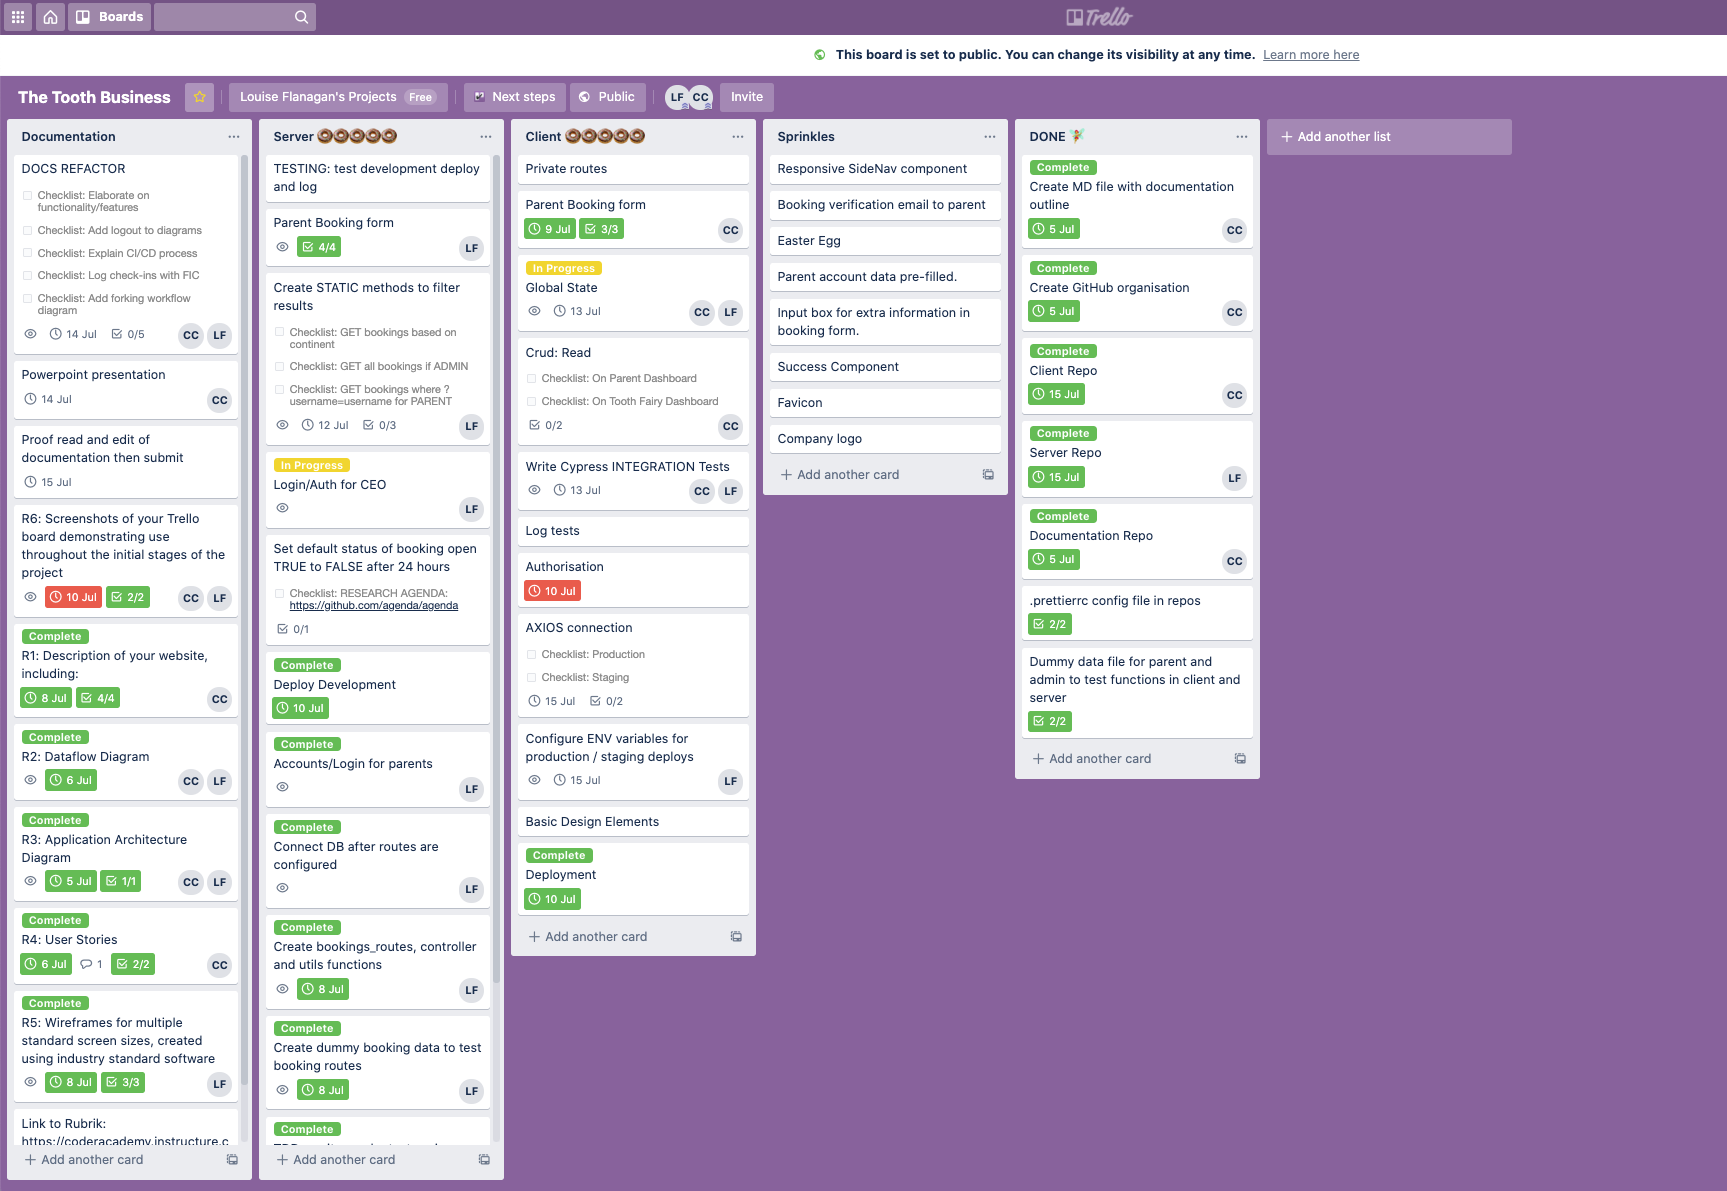 Boards
Trello
This board is set to public. You can change its visibility at any time. Learn more here
The Tooth Business
Louise Flanagan's Projects Free
Next steps
Public
LF CC
Invite
Documentation
DOCS REFACTOR
Checklist: Elaborate on
functionality/features
Checklist: Add logout to diagrams
Checklist: Explain CI/CD process
Checklist: Log check-ins with FIC
Checklist: Add forking workflow
diagram
14 Jul 0/5 CC LF
Powerpoint presentation
14 Jul CC
Proof read and edit of
documentation then submit
15 Jul
R6: Screenshots of your Trello
board demonstrating use
throughout the initial stages of the
project
10 Jul 2/2 CC LF
Complete
R1: Description of your website,
including:
8 Jul 4/4 CC
Complete
R2: Dataflow Diagram
6 Jul CC LF
Complete
R3: Application Architecture
Diagram
5 Jul 1/1 CC LF
Complete
R4: User Stories
6 Jul 1 2/2 CC
Complete
R5: Wireframes for multiple
standard screen sizes, created
using industry standard software
8 Jul 3/3 LF
Link to Rubrik:
https://coderacademy.instructure.c
+ Add another card
Server
TESTING: test development deploy
and log
Parent Booking form
4/4 LF
Create STATIC methods to filter
results
Checklist: GET bookings based on
continent
Checklist: GET all bookings if ADMIN
Checklist: GET bookings where ?
username=username for PARENT
12 Jul 0/3 LF
In Progress
Login/Auth for CEO
LF
Set default status of booking open
TRUE to FALSE after 24 hours
Checklist: RESEARCH AGENDA:
https://github.com/agenda/agenda
0/1
Complete
Deploy Development
10 Jul
Complete
Accounts/Login for parents
LF
Complete
Connect DB after routes are
configured
LF
Complete
Create bookings_routes, controller
and utils functions
8 Jul LF
Complete
Create dummy booking data to test
booking routes
8 Jul LF
Complete
+ Add another card
Client
Private routes
Parent Booking form
9 Jul 3/3 CC
In Progress
Global State
13 Jul CC LF
Crud: Read
Checklist: On Parent Dashboard
Checklist: On Tooth Fairy Dashboard
0/2 CC
Write Cypress INTEGRATION Tests
13 Jul CC LF
Log tests
Authorisation
10 Jul
AXIOS connection
Checklist: Production
Checklist: Staging
15 Jul 0/2
Configure ENV variables for
production / staging deploys
15 Jul LF
Basic Design Elements
Complete
Deployment
10 Jul
+ Add another card
Sprinkles
Responsive SideNav component
Booking verification email to parent
Easter Egg
Parent account data pre-filled.
Input box for extra information in
booking form.
Success Component
Favicon
Company logo
+ Add another card
DONE
Complete
Create MD file with documentation
outline
5 Jul CC
Complete
Create GitHub organisation
5 Jul CC
Complete
Client Repo
15 Jul CC
Complete
Server Repo
15 Jul LF
Complete
Documentation Repo
5 Jul CC
.prettierrc config file in repos
2/2
Dummy data file for parent and
admin to test functions in client and
server
2/2
+ Add another card
+ Add another list